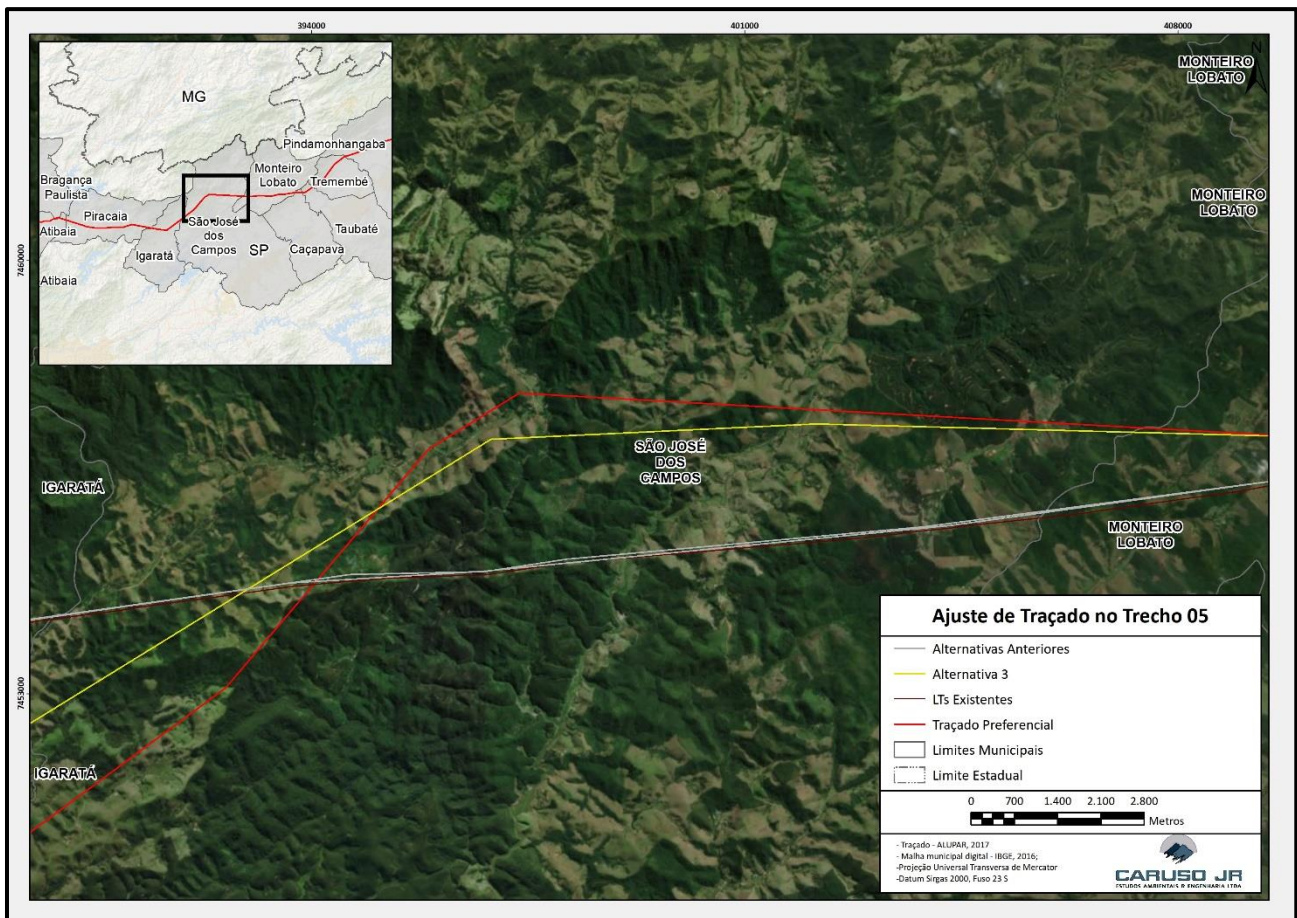 394000
401000
408000
7460000
7453000
MG
Pindamonhangaba
Bragança
Paulista
Monteiro
Lobato
Tremembé
Piracaia
Atibaia
São José
dos
Campos
SP
Taubaté
Igaratá
Caçapava
Atibaia
N
MONTEIRO
LOBATO
MONTEIRO
LOBATO
SÃO JOSÉ
DOS
CAMPOS
IGARATÁ
MONTEIRO
LOBATO
IGARATÁ
Ajuste de Traçado no Trecho 05
Alternativas Anteriores
Alternativa 3
LTs Existentes
Traçado Preferencial
Limites Municipais
Limite Estadual
0 700 1.400 2.100 2.800
Metros
- Traçado - ALUPAR, 2017
- Malha municipal digital - IBGE, 2016;
-Projeção Universal Transversa de Mercator
-Datum Sirgas 2000, Fuso 23 S
CARUSO JR
ESTUDOS AMBIENTAIS & ENGENHARIA LTDA